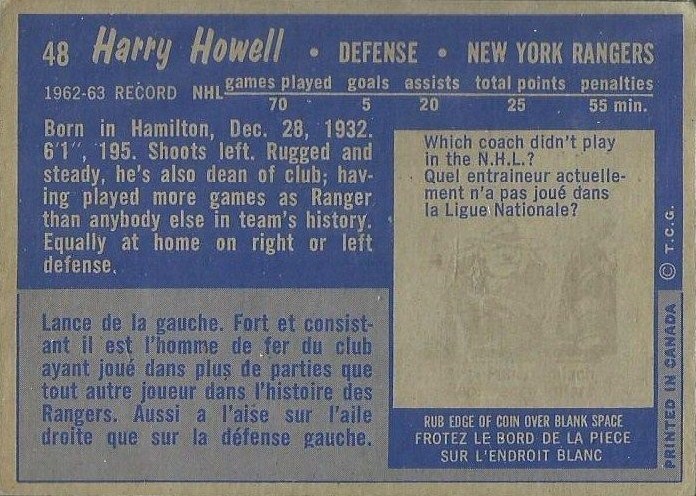 48 Harry Howell • DEFENSE • NEW YORK RANGERS
1962-63 RECORD NHL games played goals assists total points penalties
70 5 20 25 55 min.
Born in Hamilton, Dec. 28, 1932.
6'1", 195. Shoots left. Rugged and
steady, he's also dean of club; hav-
ing played more games as Ranger
than anybody else in team's history.
Equally at home on right or left
defense.
Lance de la gauche. Fort et consist-
ant il est l'homme de fer du club
ayant joué dans plus de parties que
tout autre joueur dans l'histoire des
Rangers. Aussi a l'aise sur l'aile
droite que sur la défense gauche.
Which coach didn't play
in the N.H.L.?
Quel entraineur actuelle-
ment n'a pas joué dans
la Ligue Nationale?
RUB EDGE OF COIN OVER BLANK SPACE
FROTEZ LE BORD DE LA PIECE
SUR L'ENDROIT BLANC
PRINTED IN CANADA © T.C.G.